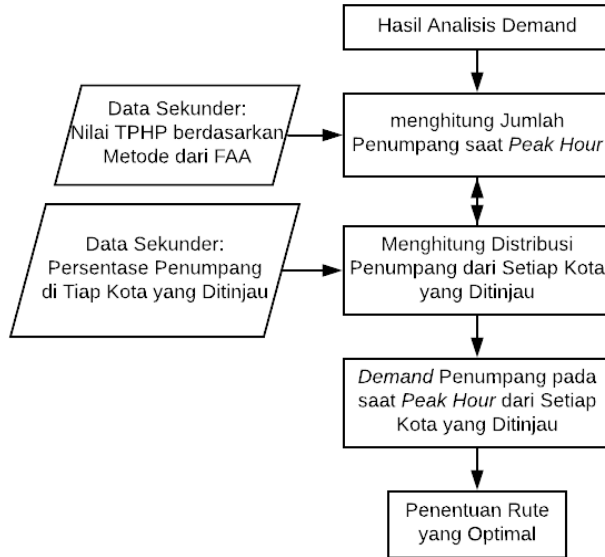 Hasil Analisis Demand
Data Sekunder:
Nilai TPHP berdasarkan
Metode dari FAA
menghitung Jumlah
Penumpang saat Peak Hour
Data Sekunder:
Persentase Penumpang
di Tiap Kota yang Ditinjau
Menghitung Distribusi
Penumpang dari Setiap Kota
yang Ditinjau
Demand Penumpang pada
saat Peak Hour dari Setiap
Kota yang Ditinjau
Penentuan Rute
yang Optimal